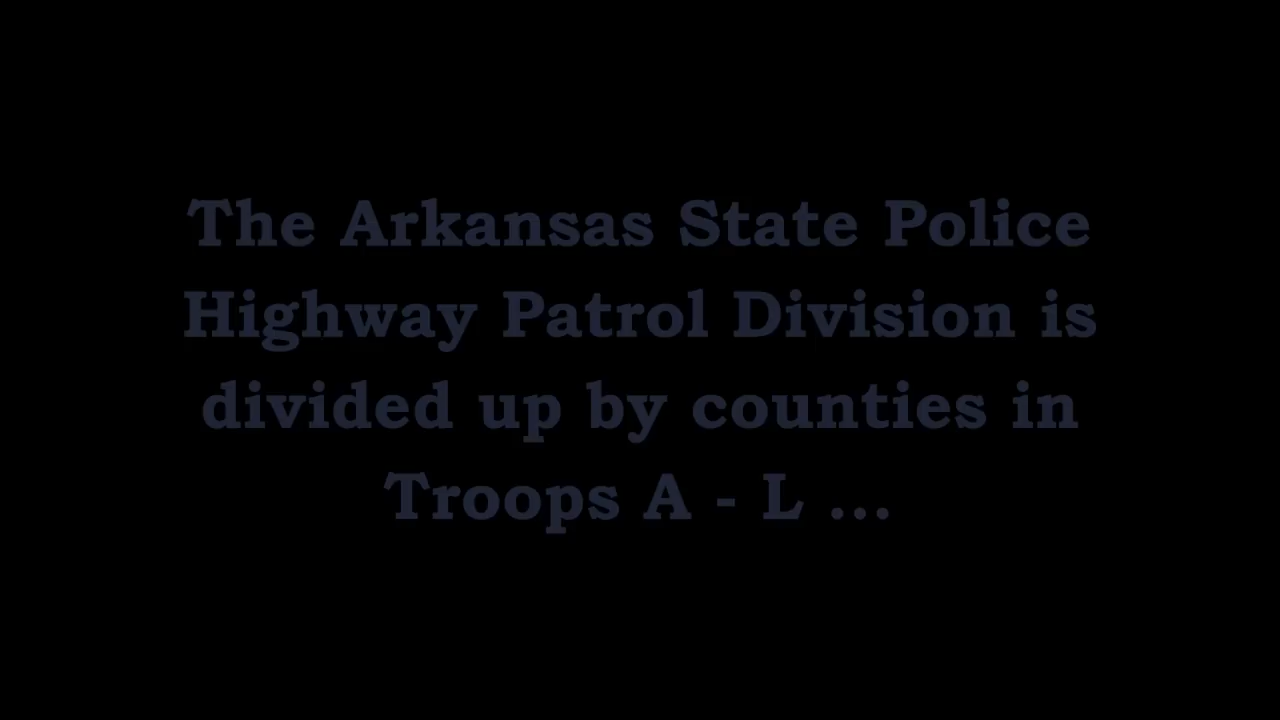 The Arkansas State Police
Highway Patrol Division is
divided up by counties in
Troops A - L ...